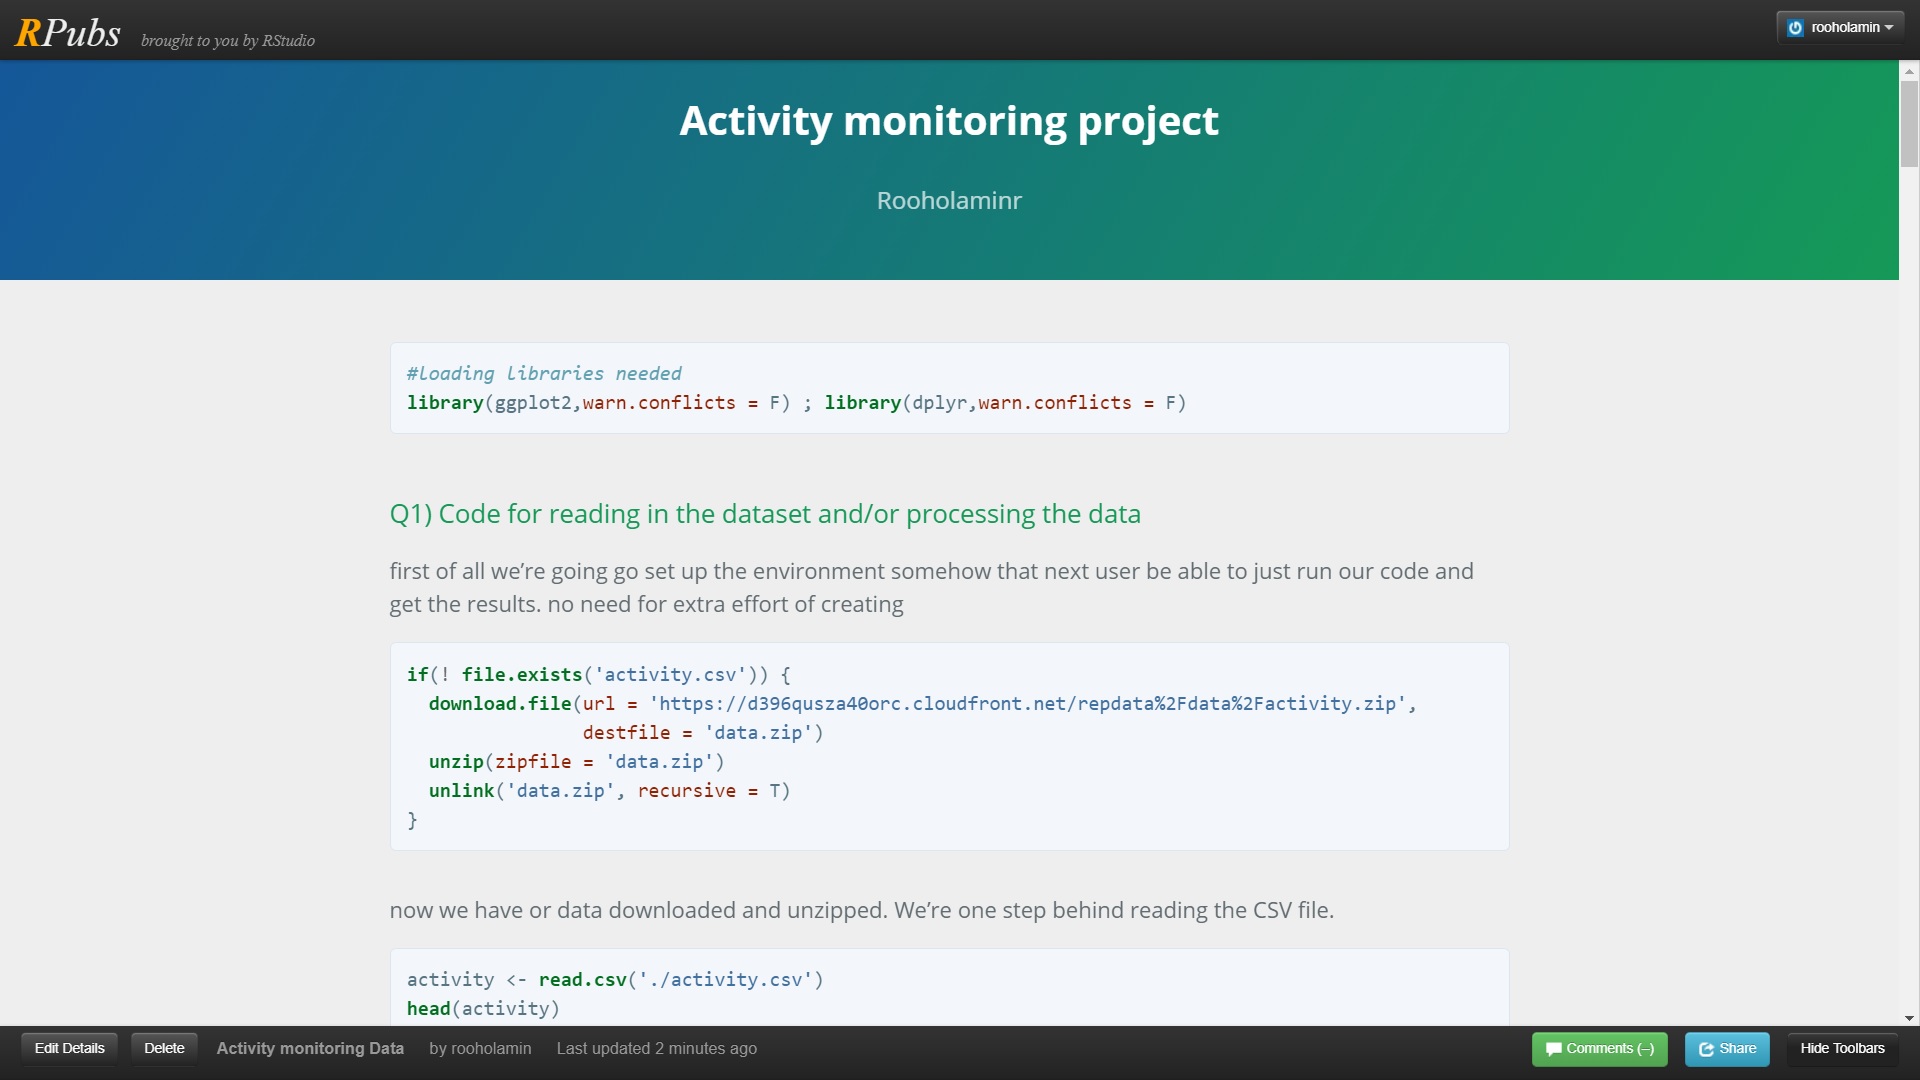 RPubs brought to you by RStudio
rooholamin
Activity monitoring project
Rooholaminr
#loading libraries needed
library(ggplot2,warn.conflicts = F) ; library(dplyr,warn.conflicts = F)
Q1) Code for reading in the dataset and/or processing the data
first of all we’re going go set up the environment somehow that next user be able to just run our code and
get the results. no need for extra effort of creating
if(! file.exists('activity.csv')) {
  download.file(url = 'https://d396qusza40orc.cloudfront.net/repdata%2Fdata%2Factivity.zip',
                destfile = 'data.zip')
  unzip(zipfile = 'data.zip')
  unlink('data.zip', recursive = T)
}
now we have or data downloaded and unzipped. We’re one step behind reading the CSV file.
activity <- read.csv('./activity.csv')
head(activity)
Edit Details Delete Activity monitoring Data by rooholamin Last updated 2 minutes ago Comments (–) Share Hide Toolbars